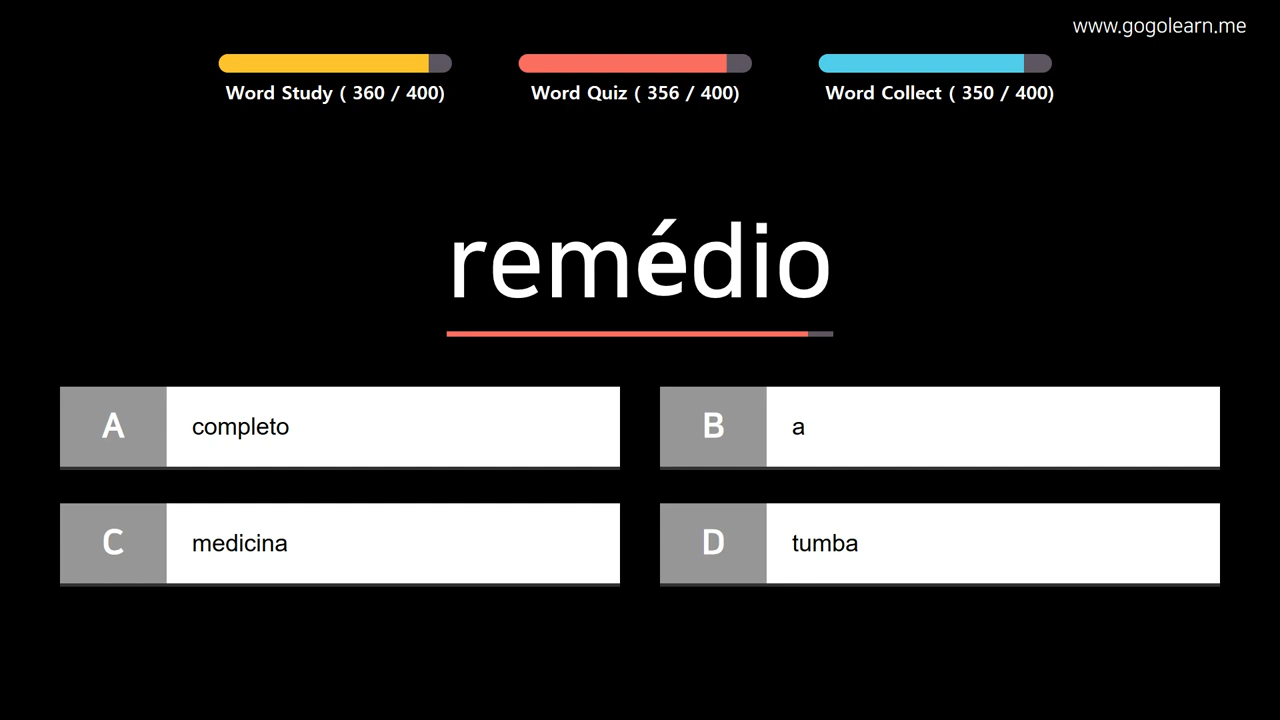 www.gogolearn.me
Word Study ( 360 / 400)
Word Quiz ( 356 / 400)
Word Collect ( 350 / 400)
remédio
A
completo
B
a
C
medicina
D
tumba